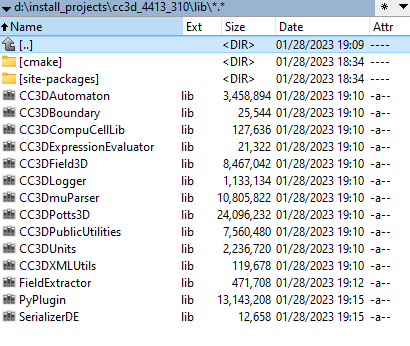 d:\install_projects\cc3d_4413_310\lib\*.*
Name Ext Size Date Attr
[..] <DIR> 01/28/2023 19:09 ----
[cmake] <DIR> 01/28/2023 18:34 ----
[site-packages] <DIR> 01/28/2023 18:34 ----
CC3DAutomaton lib 3,458,894 01/28/2023 19:10 -a--
CC3DBoundary lib 25,544 01/28/2023 19:10 -a--
CC3DCompuCellLib lib 127,636 01/28/2023 19:10 -a--
CC3DExpressionEvaluator lib 21,322 01/28/2023 19:10 -a--
CC3DField3D lib 8,467,042 01/28/2023 19:10 -a--
CC3DLogger lib 1,133,134 01/28/2023 19:10 -a--
CC3DmuParser lib 10,805,822 01/28/2023 19:10 -a--
CC3DPotts3D lib 24,096,232 01/28/2023 19:10 -a--
CC3DPublicUtilities lib 7,560,480 01/28/2023 19:10 -a--
CC3DUnits lib 2,236,720 01/28/2023 19:10 -a--
CC3DXMLUtils lib 119,678 01/28/2023 19:10 -a--
FieldExtractor lib 471,708 01/28/2023 19:12 -a--
PyPlugin lib 13,143,208 01/28/2023 19:15 -a--
SerializerDE lib 12,658 01/28/2023 19:15 -a--